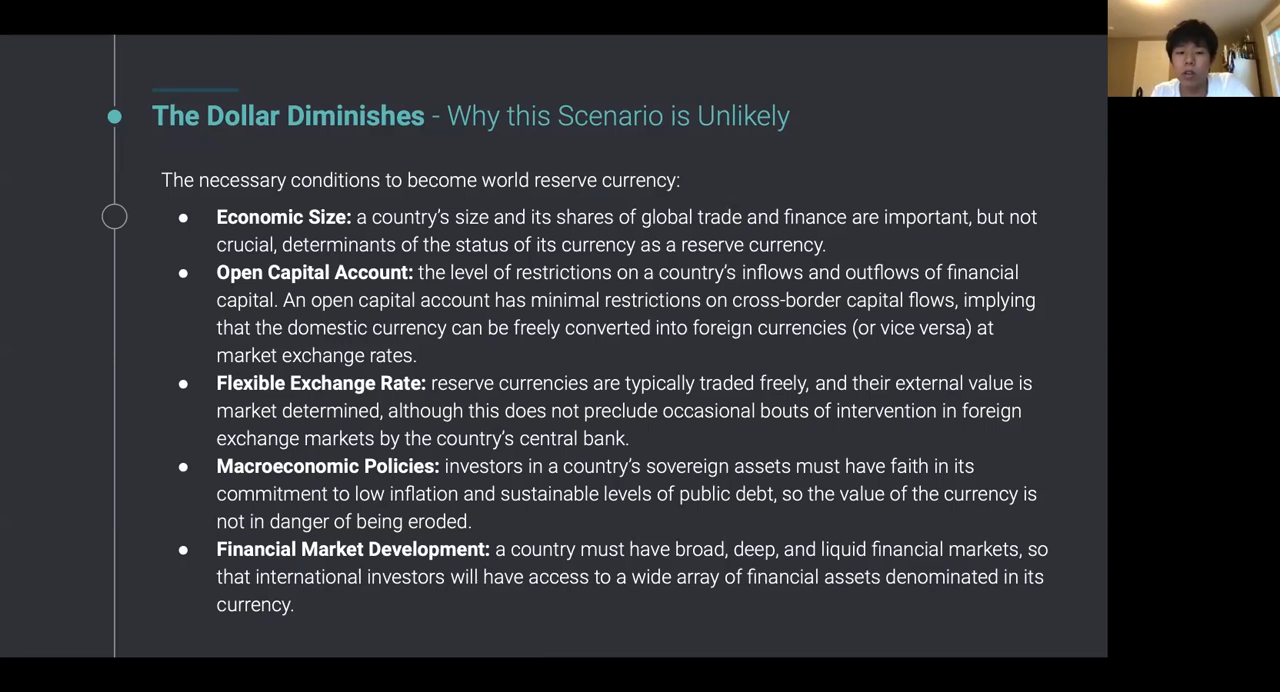 The Dollar Diminishes - Why this Scenario is Unlikely
The necessary conditions to become world reserve currency:
● Economic Size: a country's size and its shares of global trade and finance are important, but not
crucial, determinants of the status of its currency as a reserve currency.
● Open Capital Account: the level of restrictions on a country's inflows and outflows of financial
capital. An open capital account has minimal restrictions on cross-border capital flows, implying
that the domestic currency can be freely converted into foreign currencies (or vice versa) at
market exchange rates.
● Flexible Exchange Rate: reserve currencies are typically traded freely, and their external value is
market determined, although this does not preclude occasional bouts of intervention in foreign
exchange markets by the country's central bank.
● Macroeconomic Policies: investors in a country's sovereign assets must have faith in its
commitment to low inflation and sustainable levels of public debt, so the value of the currency is
not in danger of being eroded.
● Financial Market Development: a country must have broad, deep, and liquid financial markets, so
that international investors will have access to a wide array of financial assets denominated in its
currency.